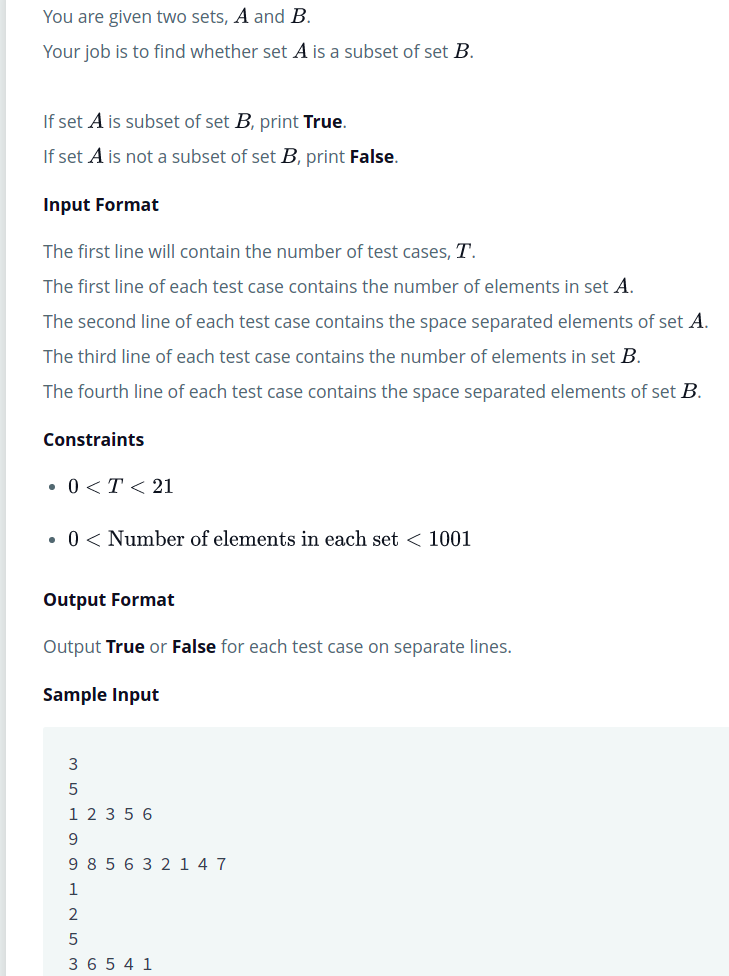 You are given two sets, A and B.
Your job is to find whether set A is a subset of set B.
If set A is subset of set B, print True.
If set A is not a subset of set B, print False.
Input Format
The first line will contain the number of test cases, T.
The first line of each test case contains the number of elements in set A.
The second line of each test case contains the space separated elements of set A.
The third line of each test case contains the number of elements in set B.
The fourth line of each test case contains the space separated elements of set B.
Constraints
• 0 < T < 21
• 0 < Number of elements in each set < 1001
Output Format
Output True or False for each test case on separate lines.
Sample Input
3
5
1 2 3 5 6
9
9 8 5 6 3 2 1 4 7
1
2
5
3 6 5 4 1